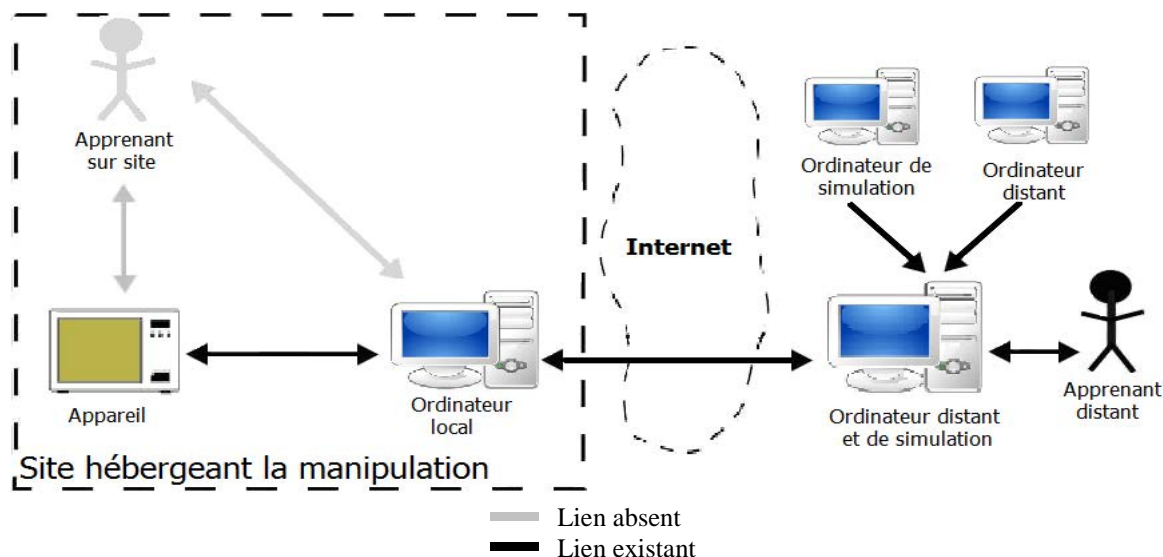 Apprenant
sur site
Ordinateur de
simulation
Ordinateur
distant
Internet
Appareil
Ordinateur
local
Ordinateur distant
et de simulation
Apprenant
distant
Site hébergeant la manipulation
Lien absent
Lien existant